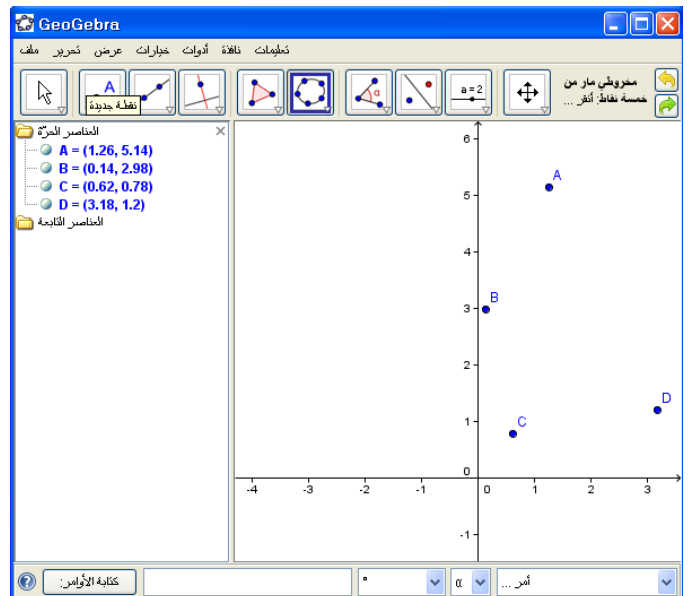 GeoGebra
ملف تحرير عرض خيارات أدوات نافذة تعليمات
A
a = 2
α
نقطة جديدة
مخروطي مار من
خمسة نقاط: أنقر ...
العناصر الحرّة
A = (1.26, 5.14)
B = (0.14, 2.98)
C = (0.62, 0.78)
D = (3.18, 1.2)
العناصر التابعة
6
5
4
3
2
1
0
-1
-4 -3 -2 -1 0 1 2 3
A
B
C
D
كتابة الأوامر:
°
α
أمر ...